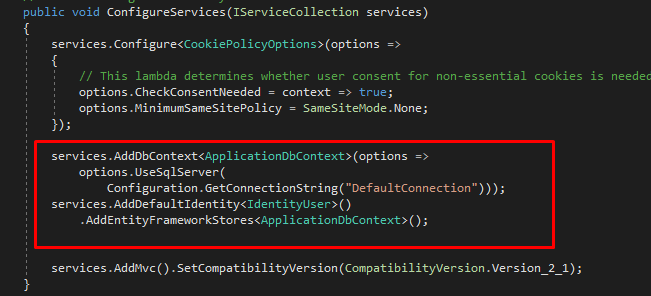 public void ConfigureServices(IServiceCollection services)
{
services.Configure<CookiePolicyOptions>(options =>
{
// This lambda determines whether user consent for non-essential cookies is needed
options.CheckConsentNeeded = context => true;
options.MinimumSameSitePolicy = SameSiteMode.None;
});
services.AddDbContext<ApplicationDbContext>(options =>
options.UseSqlServer(
Configuration.GetConnectionString("DefaultConnection")));
services.AddDefaultIdentity<IdentityUser>()
.AddEntityFrameworkStores<ApplicationDbContext>();
services.AddMvc().SetCompatibilityVersion(CompatibilityVersion.Version_2_1);
}